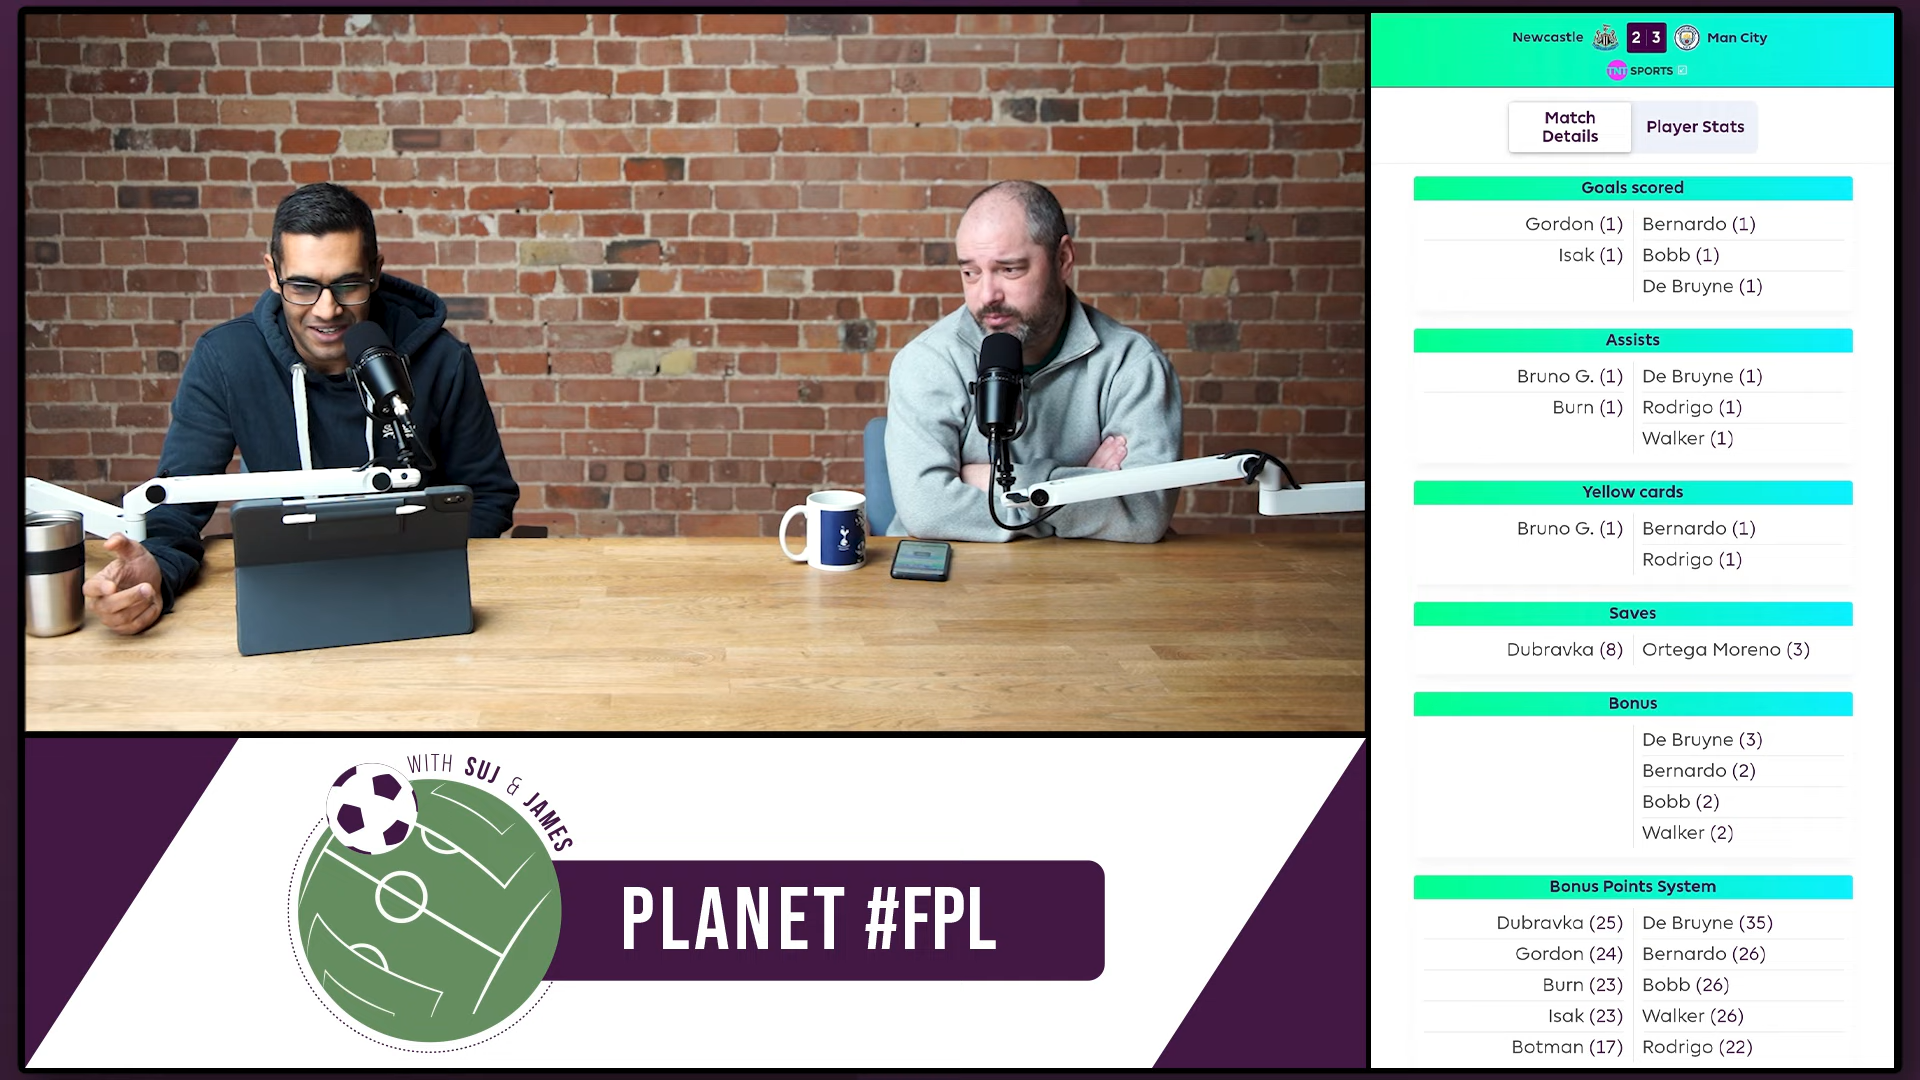 Newcastle 2 3 Man City
TNT SPORTS
Match
Details
Player Stats
Goals scored
Gordon (1) Bernardo (1)
Isak (1) Bobb (1)
De Bruyne (1)
Assists
Bruno G. (1) De Bruyne (1)
Burn (1) Rodrigo (1)
Walker (1)
Yellow cards
Bruno G. (1) Bernardo (1)
Rodrigo (1)
Saves
Dubravka (8) Ortega Moreno (3)
Bonus
De Bruyne (3)
Bernardo (2)
Bobb (2)
Walker (2)
Bonus Points System
Dubravka (25) De Bruyne (35)
Gordon (24) Bernardo (26)
Burn (23) Bobb (26)
Isak (23) Walker (26)
Botman (17) Rodrigo (22)
WITH SUJ & JAMES
PLANET #FPL